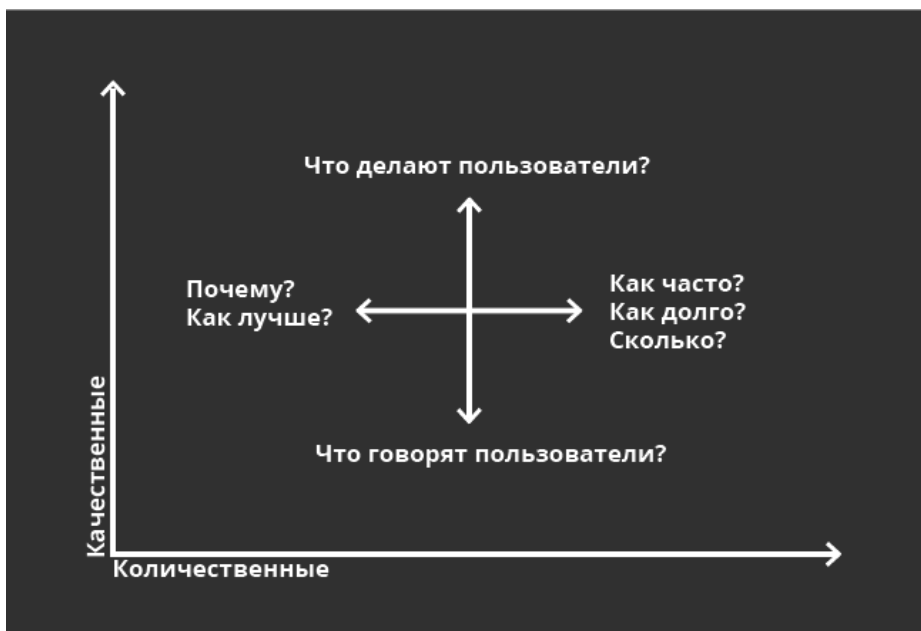 Что делают пользователи?
Почему?
Как лучше?
Как часто?
Как долго?
Сколько?
Что говорят пользователи?
Качественные
Количественные